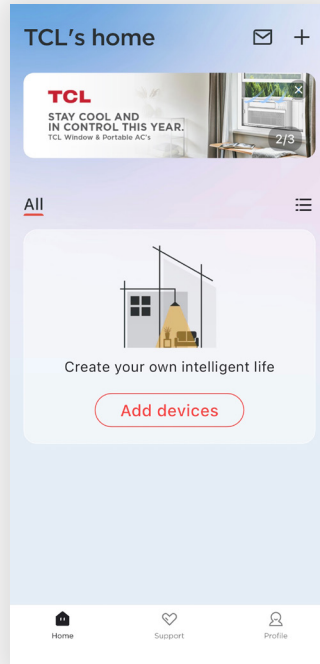 TCL's home
TCL
STAY COOL AND
IN CONTROL THIS YEAR.
TCL Window & Portable AC's
2/3
All
Create your own intelligent life
Add devices
Home
Support
Profile